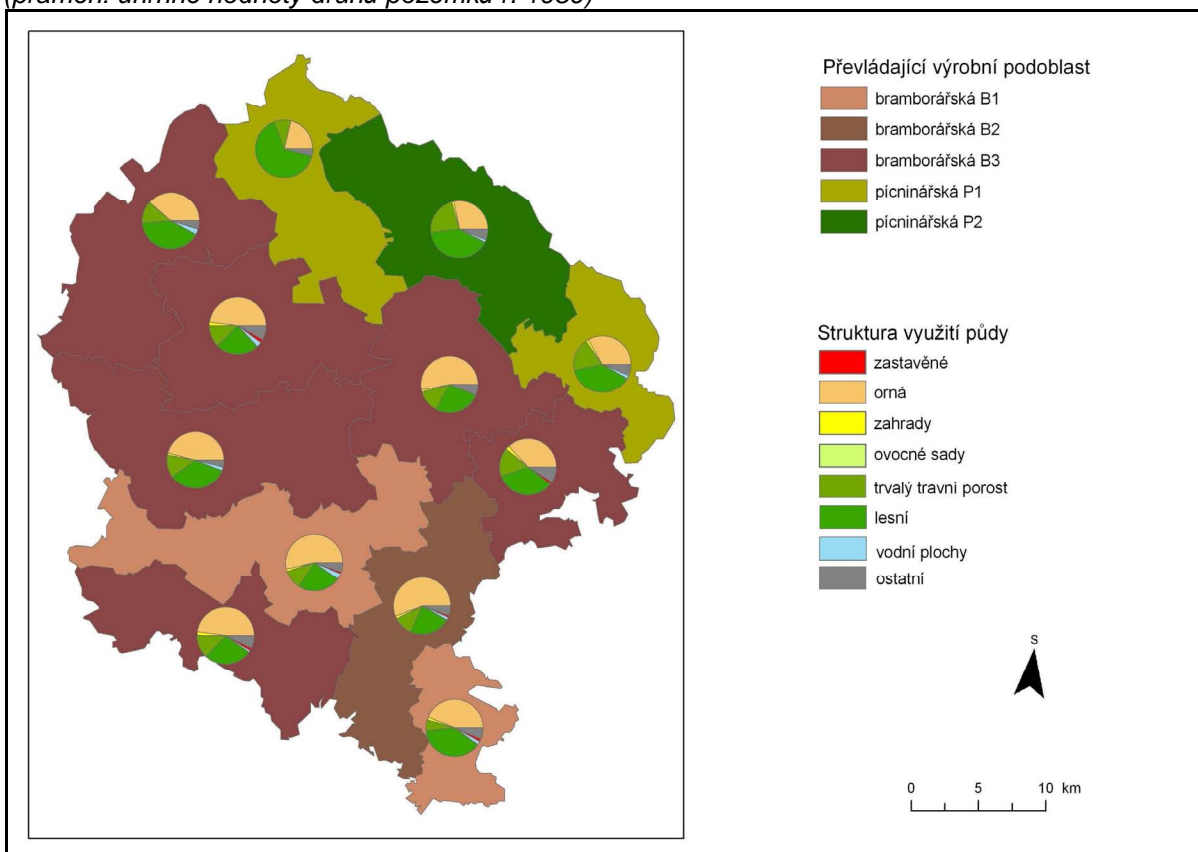 Převládající výrobní podoblast
bramborářská B1
bramborářská B2
bramborářská B3
pícninářská P1
pícninářská P2
Struktura využití půdy
zastavěné
orná
zahrady
ovocné sady
trvalý travni porost
lesní
vodní plochy
ostatní
S
0 5 10 km